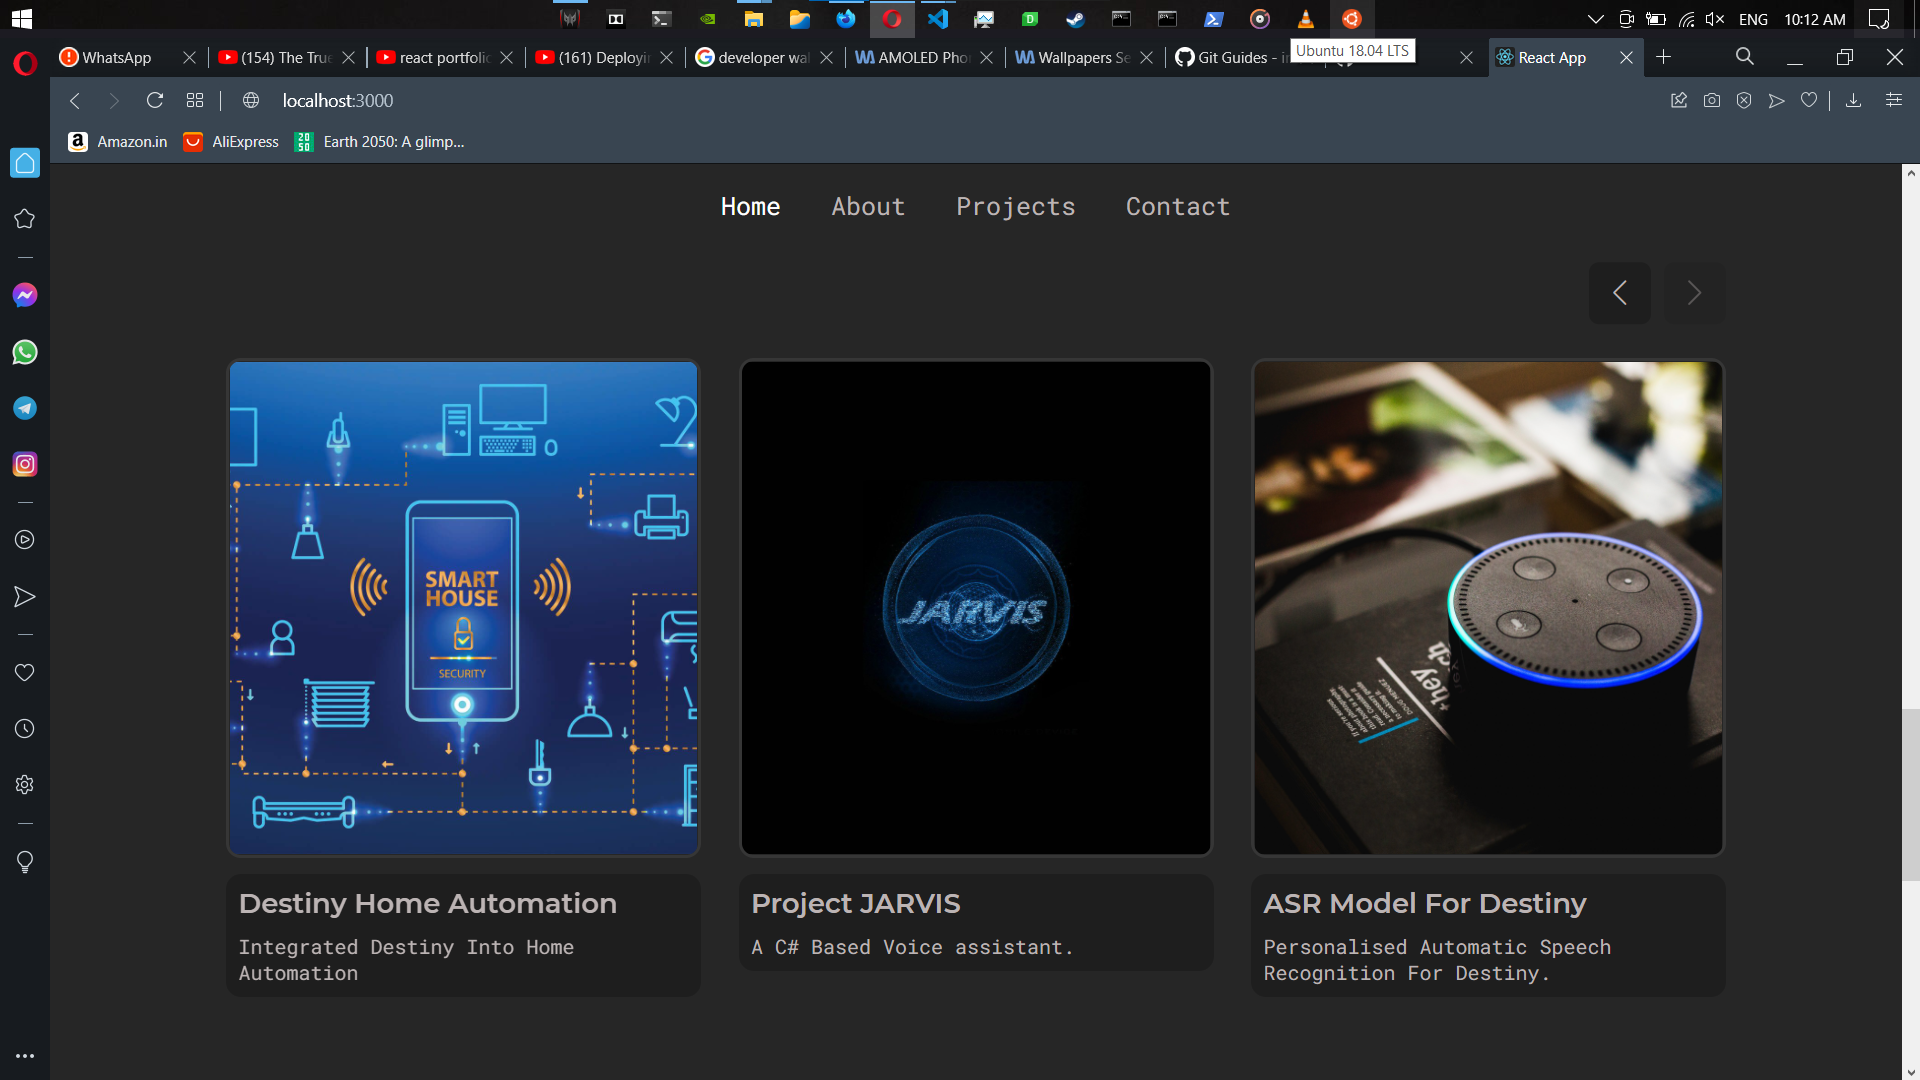 ENG
10:12 AM
Ubuntu 18.04 LTS
WhatsApp
(154) The Tru
react portfolio
(161) Deployi
developer wal
AMOLED Pho
Wallpapers Se
Git Guides - i
React App
localhost:3000
Amazon.in
AliExpress
Earth 2050: A glimp...
Home
About
Projects
Contact
SMART
HOUSE
SECURITY
JARVIS
Destiny Home Automation
Integrated Destiny Into Home
Automation
Project JARVIS
A C# Based Voice assistant.
ASR Model For Destiny
Personalised Automatic Speech
Recognition For Destiny.